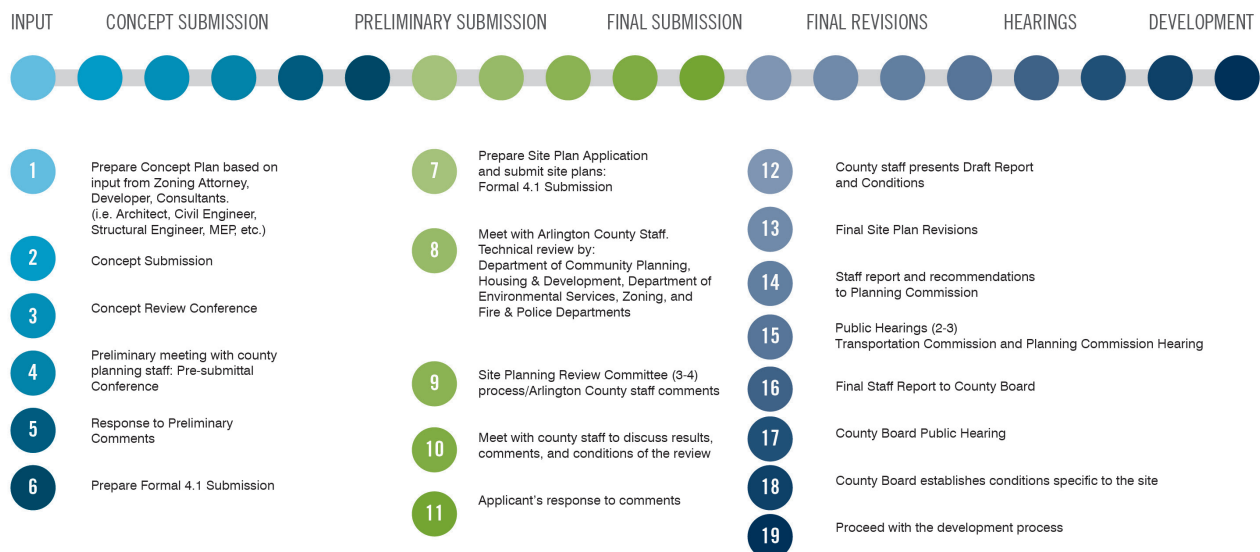 INPUT
CONCEPT SUBMISSION
PRELIMINARY SUBMISSION
FINAL SUBMISSION
FINAL REVISIONS
HEARINGS
DEVELOPMENT
1
Prepare Concept Plan based on
input from Zoning Attorney,
Developer, Consultants.
(i.e. Architect, Civil Engineer,
Structural Engineer, MEP, etc.)
2
Concept Submission
3
Concept Review Conference
4
Preliminary meeting with county
planning staff: Pre-submittal
Conference
5
Response to Preliminary
Comments
6
Prepare Formal 4.1 Submission
7
Prepare Site Plan Application
and submit site plans:
Formal 4.1 Submission
8
Meet with Arlington County Staff.
Technical review by:
Department of Community Planning,
Housing & Development, Department of
Environmental Services, Zoning, and
Fire & Police Departments
9
Site Planning Review Committee (3-4)
process/Arlington County staff comments
10
Meet with county staff to discuss results,
comments, and conditions of the review
11
Applicant's response to comments
12
County staff presents Draft Report
and Conditions
13
Final Site Plan Revisions
14
Staff report and recommendations
to Planning Commission
15
Public Hearings (2-3)
Transportation Commission and Planning Commission Hearing
16
Final Staff Report to County Board
17
County Board Public Hearing
18
County Board establishes conditions specific to the site
19
Proceed with the development process